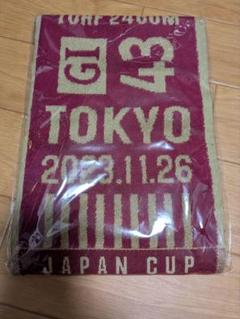 TURF 2400M
GI
43
TOKYO
2023.11.26
JAPAN CUP